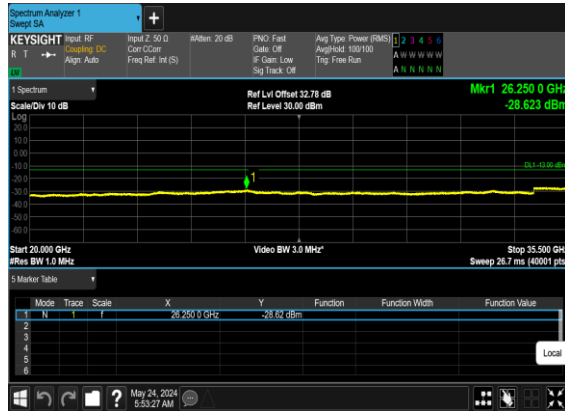 Spectrum Analyzer 1
Swept SA
+
KEYSIGHT Input: RF Input Z: 50 Ω #Atten: 20 dB PNO: Fast Avg Type: Power (RMS) 1 2 3 4 5 6
R T Coupling: DC Corr CCorr Gate: Off Avg|Hold: 100/100 A W W W W W
Align: Auto Freq Ref: Int (S) IF Gain: Low Trig: Free Run
Sig Track: Off A N N N N N
1 Spectrum Ref Lvl Offset 32.78 dB Mkr1 26.250 0 GHz
Scale/Div 10 dB Ref Level 30.00 dBm -28.623 dBm
Log
20.0
10.0
0.00
-10.0 DL1 -13.00 dBm
-20.0 1
-30.0
-40.0
-50.0
-60.0
Start 20.000 GHz Video BW 3.0 MHz* Stop 35.500 GHz
#Res BW 1.0 MHz Sweep 26.7 ms (40001 pts)
5 Marker Table
Mode Trace Scale X Y Function Function Width Function Value
1 N 1 f 26.250 0 GHz -28.62 dBm
2
3
4
5
6
Local
? May 24, 2024
5:53:27 AM